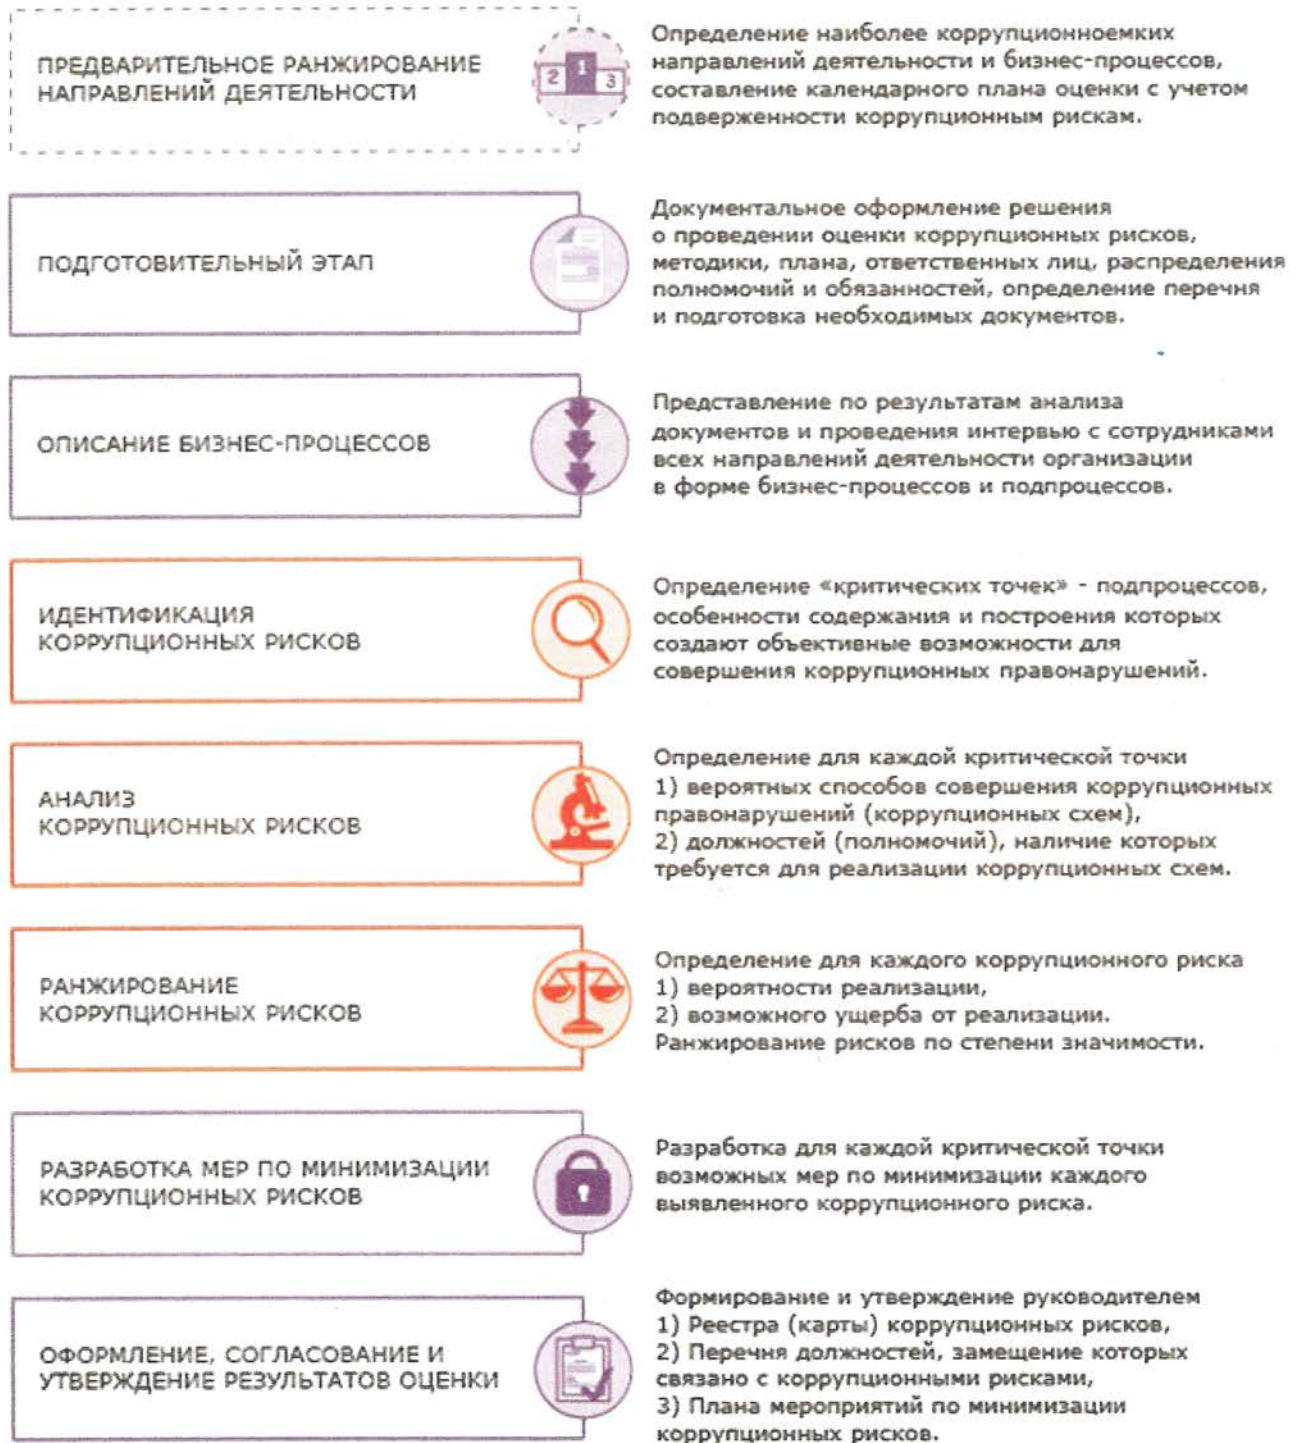 ПРЕДВАРИТЕЛЬНОЕ РАНЖИРОВАНИЕ
НАПРАВЛЕНИЙ ДЕЯТЕЛЬНОСТИ
2 1 3
Определение наиболее коррупционноемких
направлений деятельности и бизнес-процессов,
составление календарного плана оценки с учетом
подверженности коррупционным рискам.
ПОДГОТОВИТЕЛЬНЫЙ ЭТАП
Документальное оформление решения
о проведении оценки коррупционных рисков,
методики, плана, ответственных лиц, распределения
полномочий и обязанностей, определение перечня
и подготовка необходимых документов.
ОПИСАНИЕ БИЗНЕС-ПРОЦЕССОВ
Представление по результатам анализа
документов и проведения интервью с сотрудниками
всех направлений деятельности организации
в форме бизнес-процессов и подпроцессов.
ИДЕНТИФИКАЦИЯ
КОРРУПЦИОННЫХ РИСКОВ
Определение «критических точек» - подпроцессов,
особенности содержания и построения которых
создают объективные возможности для
совершения коррупционных правонарушений.
АНАЛИЗ
КОРРУПЦИОННЫХ РИСКОВ
Определение для каждой критической точки
1) вероятных способов совершения коррупционных
правонарушений (коррупционных схем),
2) должностей (полномочий), наличие которых
требуется для реализации коррупционных схем.
РАНЖИРОВАНИЕ
КОРРУПЦИОННЫХ РИСКОВ
Определение для каждого коррупционного риска
1) вероятности реализации,
2) возможного ущерба от реализации.
Ранжирование рисков по степени значимости.
РАЗРАБОТКА МЕР ПО МИНИМИЗАЦИИ
КОРРУПЦИОННЫХ РИСКОВ
Разработка для каждой критической точки
возможных мер по минимизации каждого
выявленного коррупционного риска.
ОФОРМЛЕНИЕ, СОГЛАСОВАНИЕ И
УТВЕРЖДЕНИЕ РЕЗУЛЬТАТОВ ОЦЕНКИ
Формирование и утверждение руководителем
1) Реестра (карты) коррупционных рисков,
2) Перечня должностей, замещение которых
связано с коррупционными рисками,
3) Плана мероприятий по минимизации
коррупционных рисков.